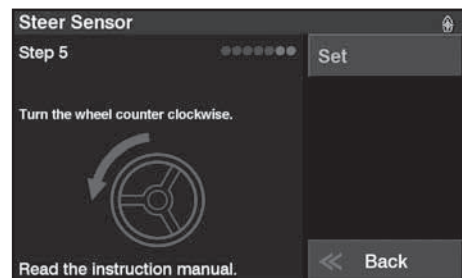 Steer Sensor
Step 5
Set
Turn the wheel counter clockwise.
Read the instruction manual.
Back